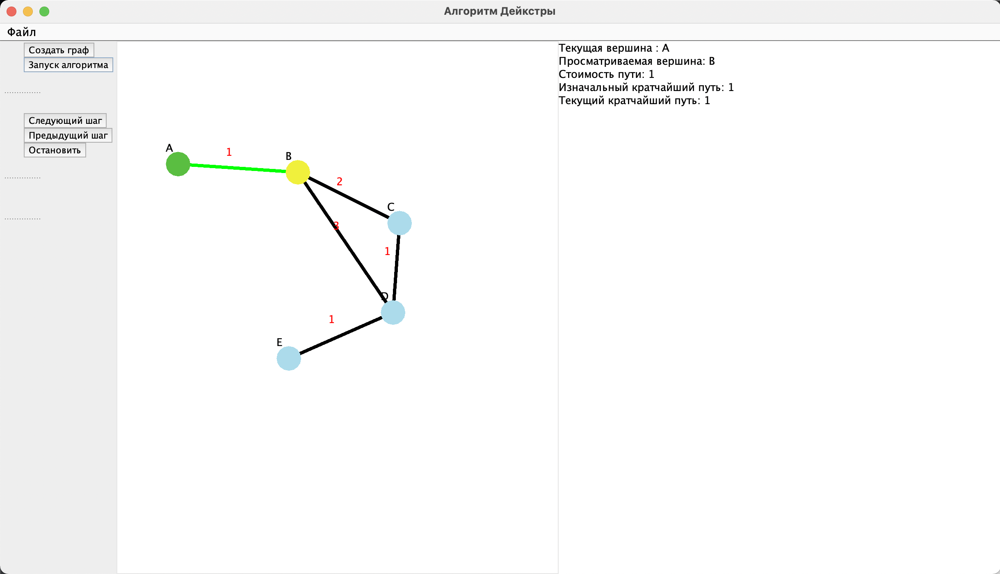 Алгоритм Дейкстры
Файл
Создать граф
Запуск алгоритма
Следующий шаг
Предыдущий шаг
Остановить
A
1
B
2
C
3
1
D
1
E
Текущая вершина : A
Просматриваемая вершина: B
Стоимость пути: 1
Изначальный кратчайший путь: 1
Текущий кратчайший путь: 1